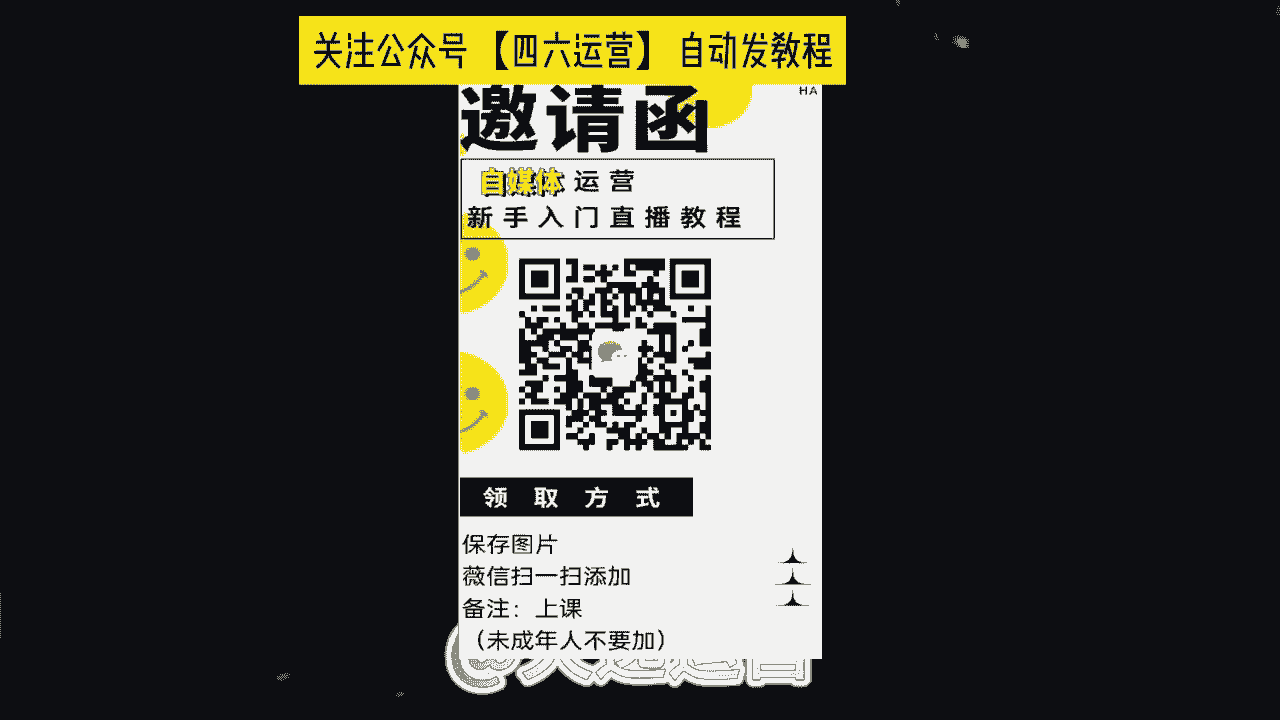 关注公众号 【四六运营】 自动发教程
HA
邀请函
自媒体运营
新手入门直播教程
领取方式
保存图片
薇信扫一扫添加
备注：上课
（未成年人不要加）